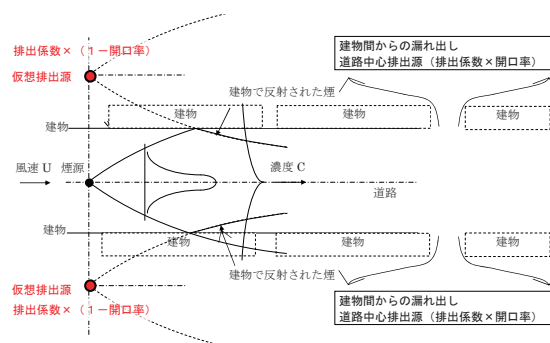 排出係数×（１－開口率）
仮想排出源
建物間からの漏れ出し
道路中心排出源（排出係数×開口率）
建物で反射された煙
建物
建物
建物
建物
風速 U
煙源
濃度 C
道路
建物
建物
建物
建物
建物で反射された煙
仮想排出源
排出係数×（１－開口率）
建物間からの漏れ出し
道路中心排出源（排出係数×開口率）